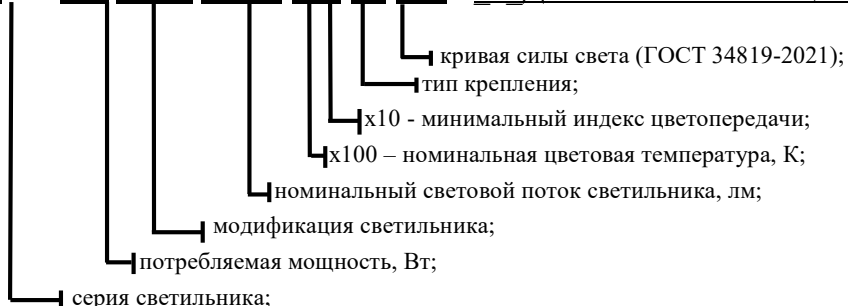 кривая силы света (ГОСТ 34819-2021);
тип крепления;
х10 - минимальный индекс цветопередачи;
х100 – номинальная цветовая температура, К;
номинальный световой поток светильника, лм;
модификация светильника;
потребляемая мощность, Вт;
серия светильника;